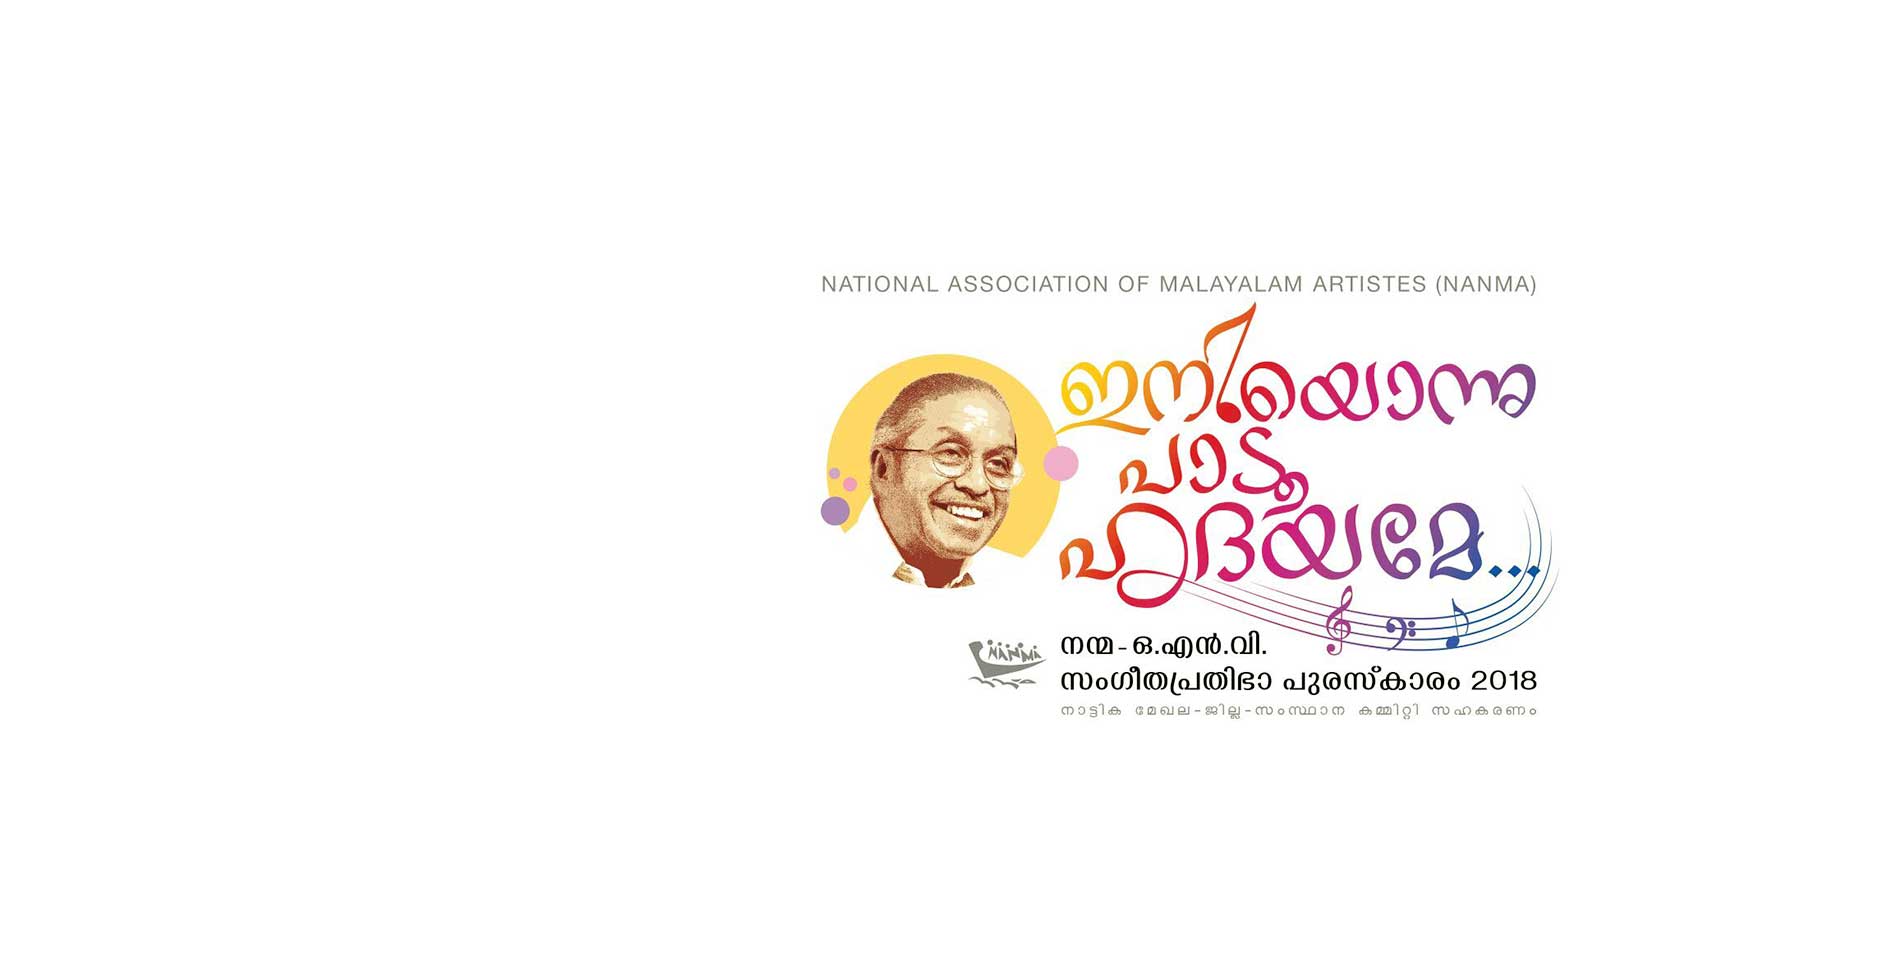 NATIONAL ASSOCIATION OF MALAYALAM ARTISTES (NANMA)
ഇനിയൊന്നു
പാടൂ
ഹൃദയമേ...
NANMA
നന്മ - ഒ.എൻ.വി.
സംഗീതപ്രതിഭാ പുരസ്കാരം 2018
നാട്ടിക മേഖല - ജില്ല - സംസ്ഥാന കമ്മിറ്റി സഹകരണം